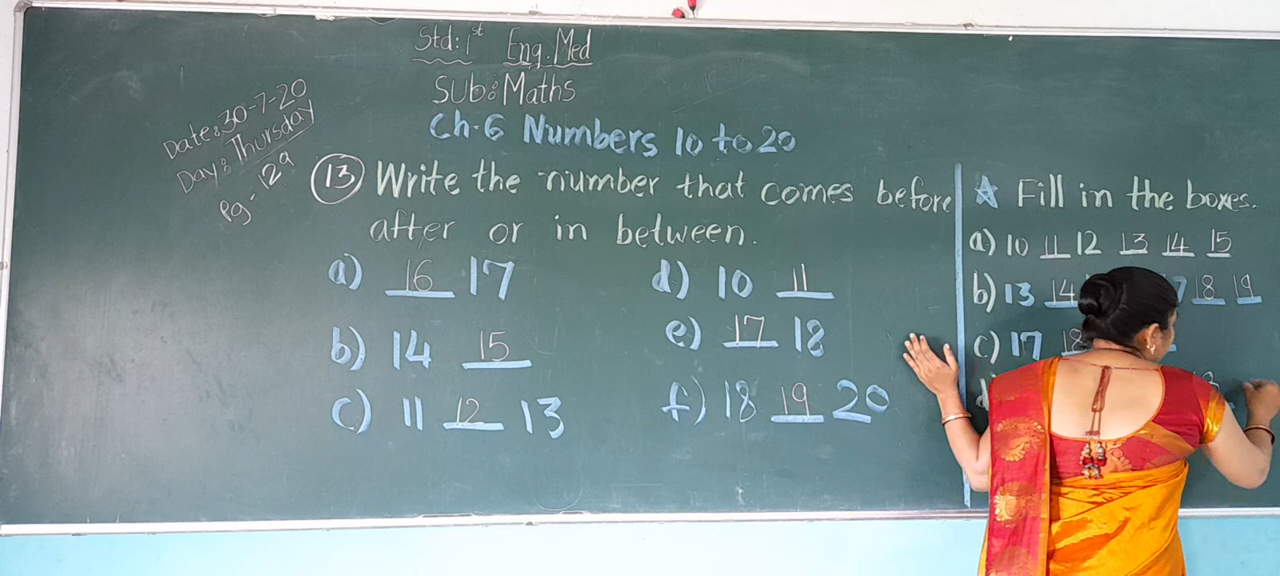 Std: 1st Eng. Med
Sub: Maths
Ch-6 Numbers 10 to 20
Date: 30-7-20
Day: Thursday
Pg- 129
13 Write the number that comes before
after or in between.
a) 16 17
b) 14 15
c) 11 12 13
d) 10 11
e) 17 18
f) 18 19 20
Fill in the boxes.
a) 10 11 12 13 14 15
b) 13 14 7 18 19
c) 17 18